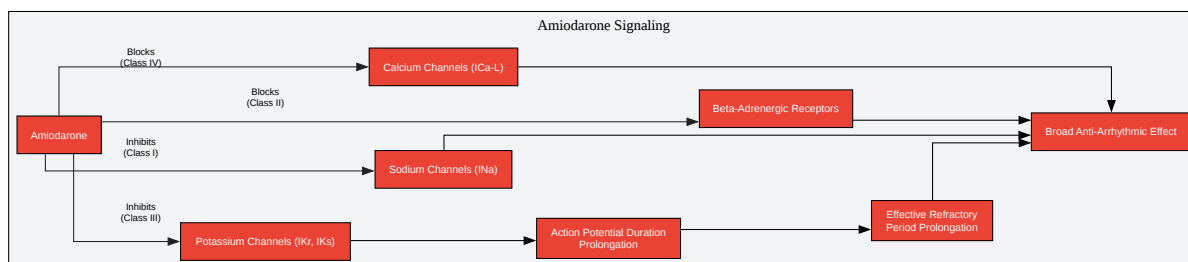 Amiodarone Signaling
Blocks
(Class IV)
Calcium Channels (ICa-L)
Blocks
(Class II)
Beta-Adrenergic Receptors
Amiodarone
Broad Anti-Arrhythmic Effect
Inhibits
(Class I)
Sodium Channels (INa)
Inhibits
(Class III)
Potassium Channels (IKr, IKs)
Action Potential Duration
Prolongation
Effective Refractory
Period Prolongation